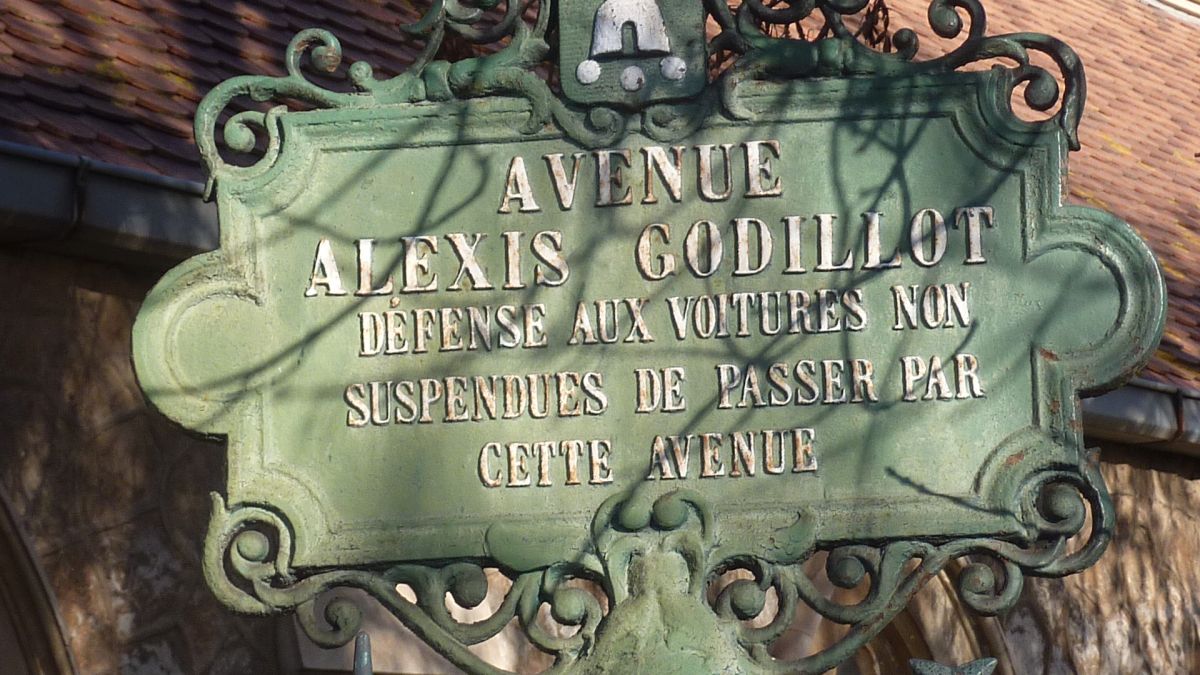 AVENUE
ALEXIS GODILLOT
DÉFENSE AUX VOITURES NON
SUSPENDUES DE PASSER PAR
CETTE AVENUE